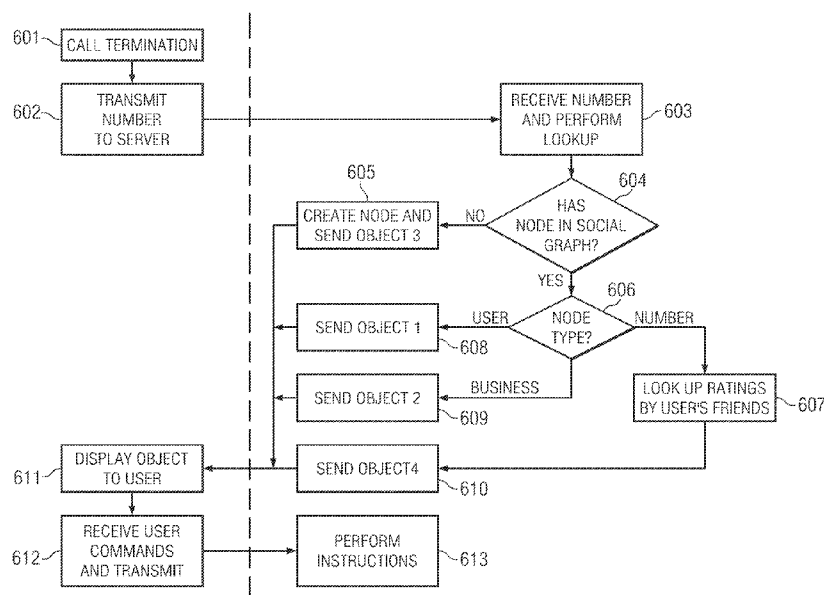 601
CALL TERMINATION
602
TRANSMIT
NUMBER
TO SERVER
RECEIVE NUMBER
AND PERFORM
LOOKUP
603
604
HAS
NODE IN SOCIAL
GRAPH?
605
NO
CREATE NODE AND
SEND OBJECT 3
YES
606
NODE
TYPE?
USER
NUMBER
SEND OBJECT 1
608
BUSINESS
SEND OBJECT 2
609
LOOK UP RATINGS
BY USER'S FRIENDS
607
SEND OBJECT4
610
611
DISPLAY OBJECT
TO USER
612
RECEIVE USER
COMMANDS
AND TRANSMIT
PERFORM
INSTRUCTIONS
613